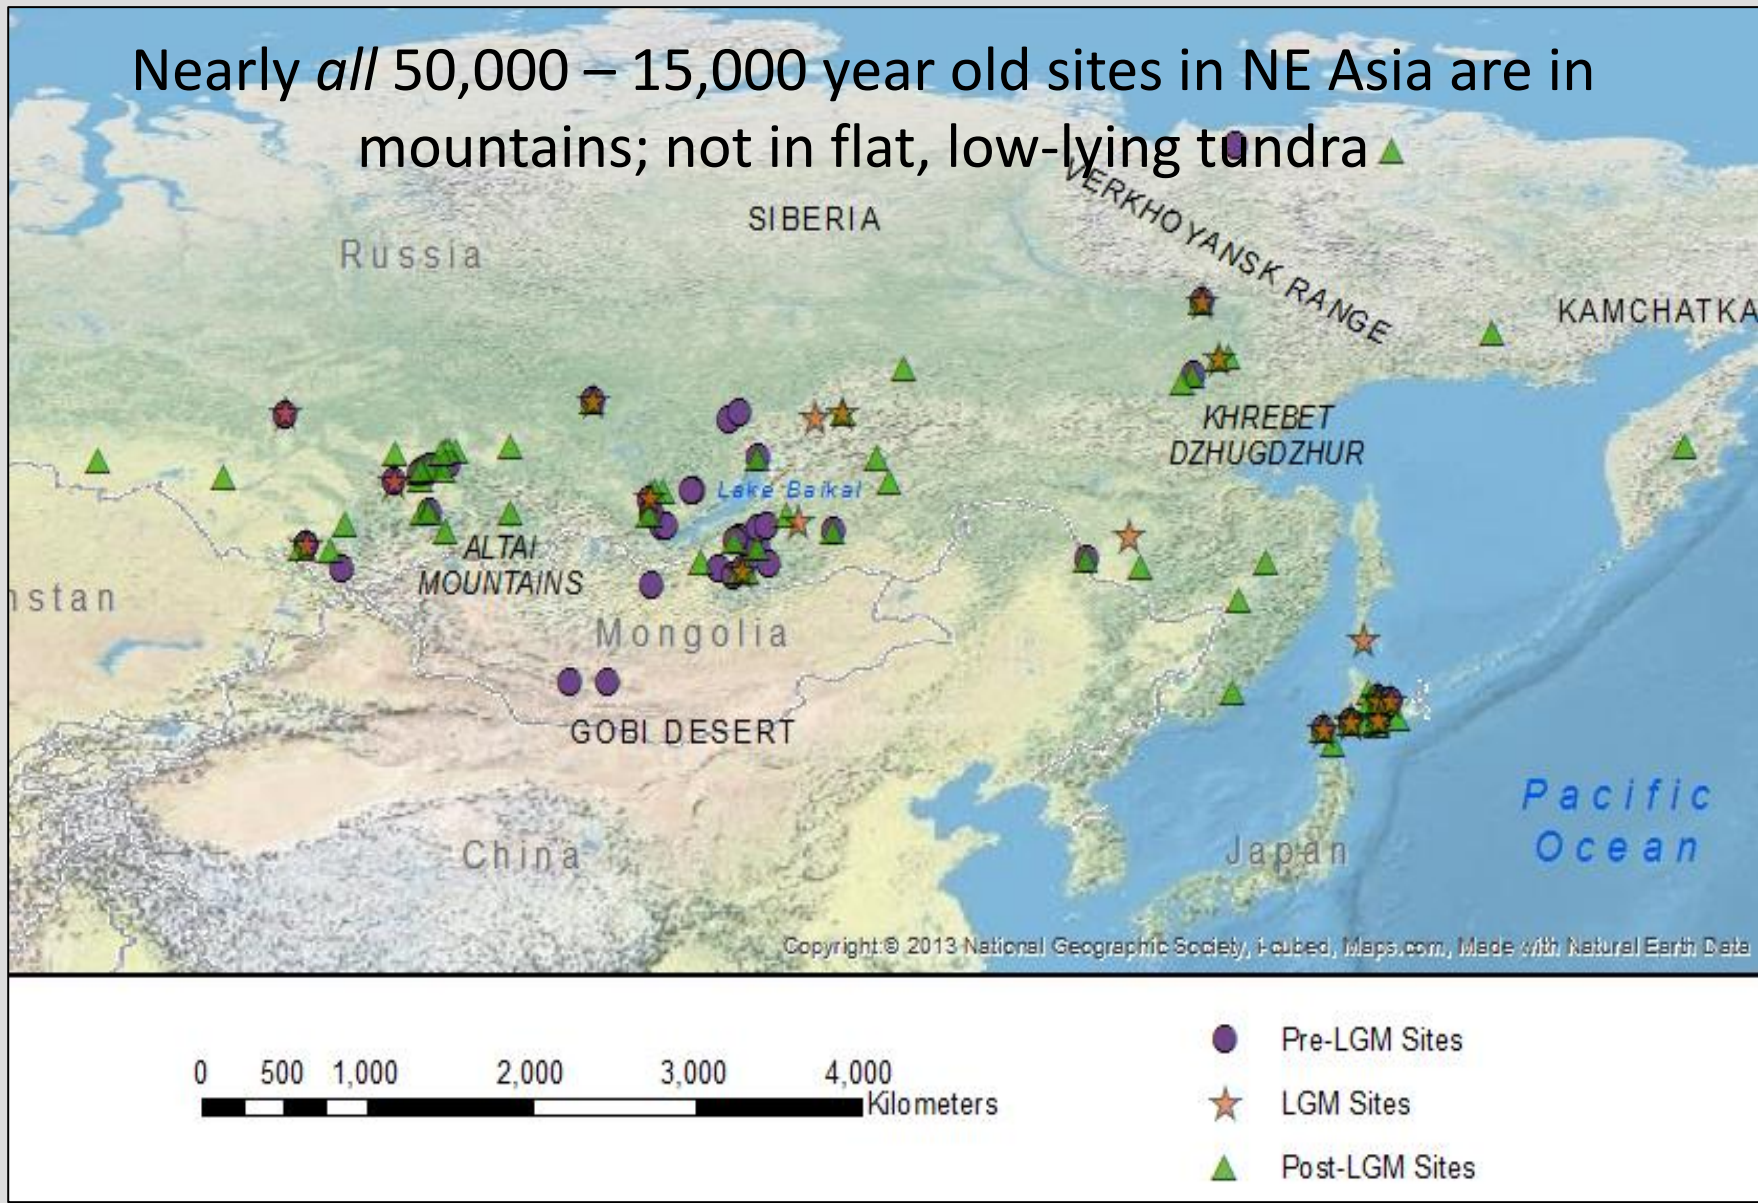 Nearly all 50,000 – 15,000 year old sites in NE Asia are in
mountains; not in flat, low-lying tundra
SIBERIA
Russia
VERKHOYANSK RANGE
KAMCHATKA
KHREBET
DZHUGDZHUR
Lake Baikal
ALTAI
MOUNTAINS
nstan
Mongolia
GOBI DESERT
China
Japan
Pacific
Ocean
Copyright:© 2013 National Geographic Society, i-cubed, Maps.com, Made with Natural Earth Data
0 500 1,000 2,000 3,000 4,000
Kilometers
Pre-LGM Sites
LGM Sites
Post-LGM Sites